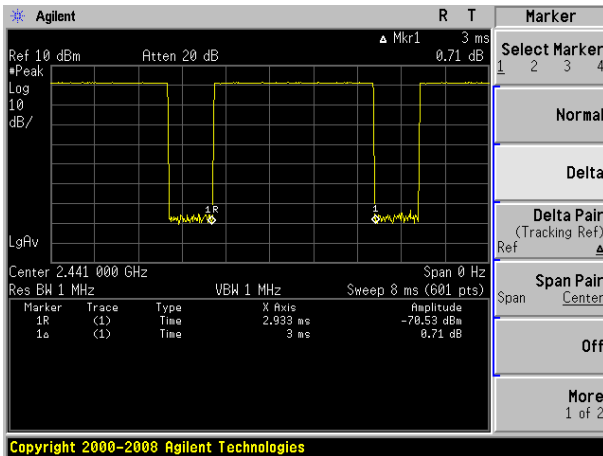 Agilent R T
Δ Mkr1 3 ms
Ref 10 dBm Atten 20 dB 0.71 dB
#Peak
Log
10
dB/
1R
1
LgAv
Center 2.441 000 GHz Span 0 Hz
Res BW 1 MHz VBW 1 MHz Sweep 8 ms (601 pts)
Marker Trace Type X Axis Amplitude
1R (1) Time 2.933 ms -70.53 dBm
1Δ (1) Time 3 ms 0.71 dB
Marker
Select Marker
1 2 3 4
Normal
Delta
Delta Pair
(Tracking Ref)
Ref Δ
Span Pair
Span Center
Off
More
1 of 2
Copyright 2000-2008 Agilent Technologies